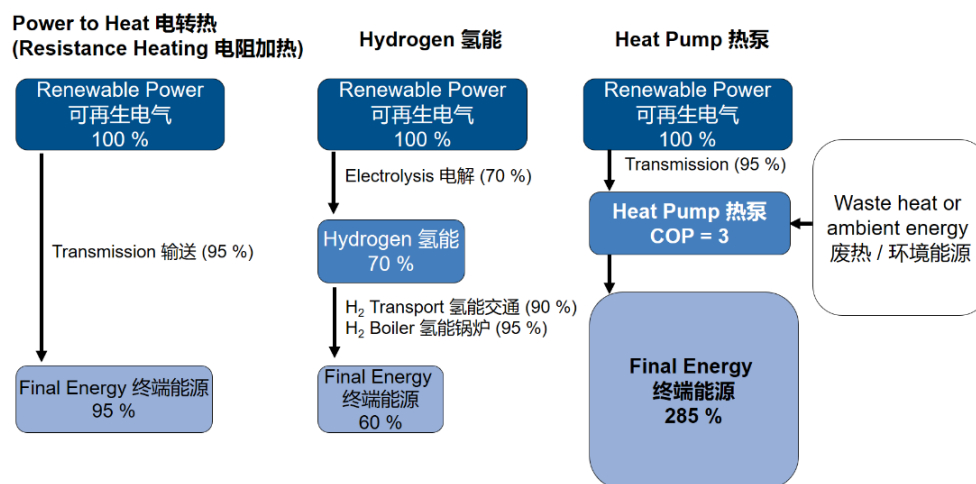 Power to Heat 电转热
(Resistance Heating 电阻加热)
Renewable Power
可再生电气
100 %
Transmission 输送 (95 %)
Final Energy 终端能源
95 %
Hydrogen 氢能
Renewable Power
可再生电气
100 %
Electrolysis 电解 (70 %)
Hydrogen 氢能
70 %
H₂ Transport 氢能交通 (90 %)
H₂ Boiler 氢能锅炉 (95 %)
Final Energy
终端能源
60 %
Heat Pump 热泵
Renewable Power
可再生电气
100 %
Transmission (95 %)
Heat Pump 热泵
COP = 3
Waste heat or
ambient energy
废热 / 环境能源
Final Energy
终端能源
285 %